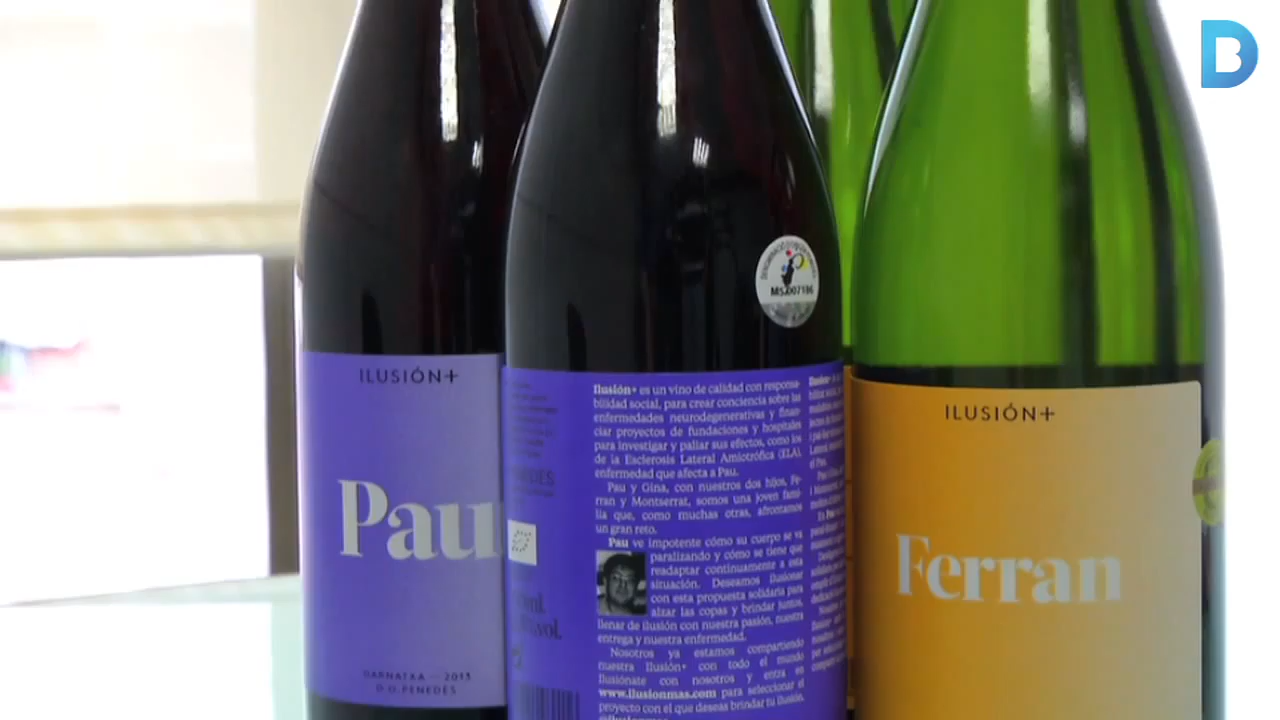 ILUSIÓN+
Pau
GARNATXA — 2013
D.O. PENEDÈS
MS.007186
Ilusión+ es un vino de calidad con responsa-
bilidad social, para crear conciencia sobre las
enfermedades neurodegenerativas y finan-
ciar proyectos de fundaciones y hospitales
para investigar y paliar sus efectos, como los
de la Esclerosis Lateral Amiotrófica (ELA),
enfermedad que afecta a Pau.
Pau y Gina, con nuestros dos hijos, Fe-
rran y Montserrat, somos una joven fami-
lia que, como muchas otras, afrontamos
un gran reto.
Pau ve impotente cómo su cuerpo se va
paralizando y cómo se tiene que
readaptar continuamente a esta
situación. Deseamos ilusionar
con esta propuesta solidaria para
alzar las copas y brindar juntos,
llenar de ilusión con nuestra pasión, nuestra
entrega y nuestra enfermedad.
Nosotros ya estamos compartiendo
nuestra Ilusión+ con todo el mundo
Ilusiónate con nosotros y entra en
www.ilusionmas.com para seleccionar el
proyecto con el que deseas brindar tu ilusión.
ILUSIÓN+
Ferran